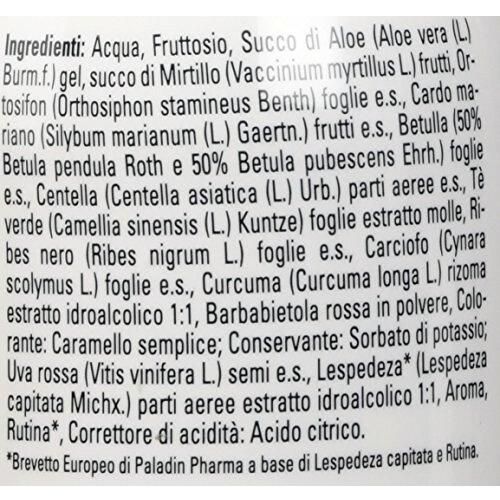 Ingredienti: Acqua, Fruttosio, Succo di Aloe (Aloe vera (L.)
Burm.f.) gel, succo di Mirtillo (Vaccinium myrtillus L.) frutti, Or-
tosifon (Orthosiphon stamineus Benth) foglie e.s., Cardo ma-
riano (Silybum marianum (L.) Gaertn.) frutti e.s., Betulla (50%
Betula pendula Roth e 50% Betula pubescens Ehrh.) foglie
e.s., Centella (Centella asiatica (L.) Urb.) parti aeree e.s., Tè
verde (Camellia sinensis (L.) Kuntze) foglie estratto molle, Ri-
bes nero (Ribes nigrum L.) foglie e.s., Carciofo (Cynara
scolymus L.) foglie e.s., Curcuma (Curcuma longa L.) rizoma
estratto idroalcolico 1:1, Barbabietola rossa in polvere, Colo-
rante: Caramello semplice; Conservante: Sorbato di potassio;
Uva rossa (Vitis vinifera L.) semi e.s., Lespedeza* (Lespedeza
capitata Michx.) parti aeree estratto idroalcolico 1:1, Aroma,
Rutina*, Correttore di acidità: Acido citrico.
*Brevetto Europeo di Paladin Pharma a base di Lespedeza capitata e Rutina.